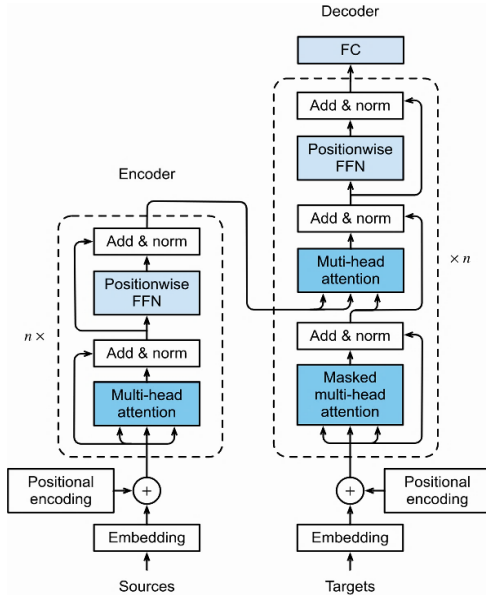 Decoder
FC
Add & norm
Positionwise
FFN
Add & norm
Muti-head
attention
× n
Add & norm
Masked
multi-head
attention
Encoder
Add & norm
Positionwise
FFN
n ×
Add & norm
Multi-head
attention
Positional
encoding
+
Embedding
Sources
+
Positional
encoding
Embedding
Targets